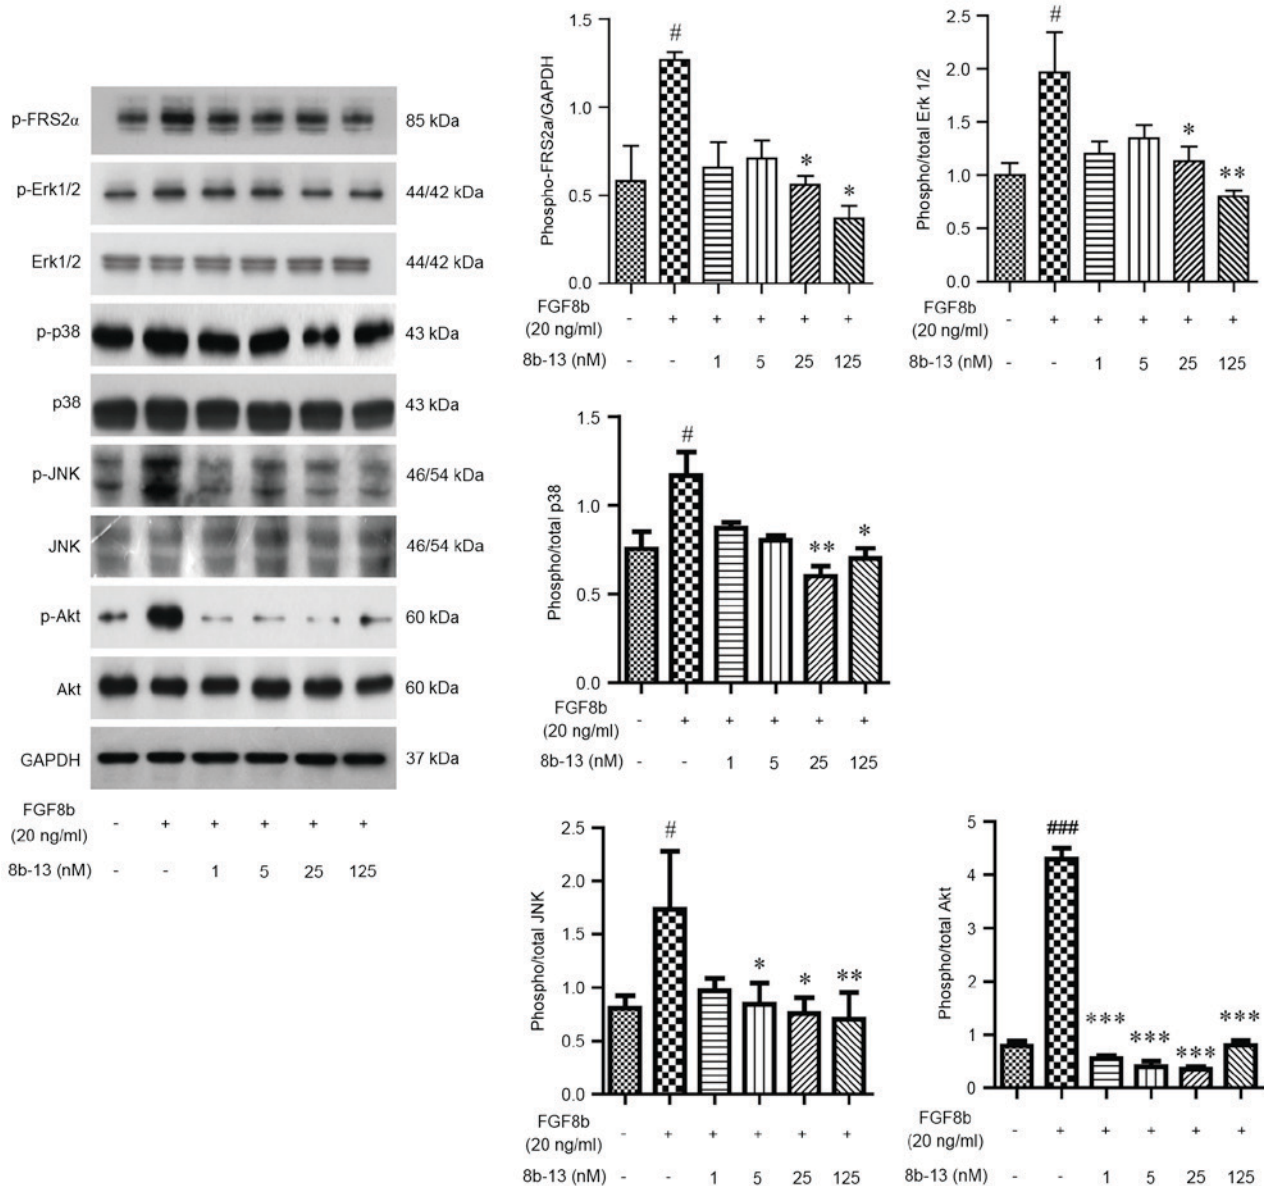 p-FRS2α 85 kDa
p-Erk1/2 44/42 kDa
Erk1/2 44/42 kDa
p-p38 43 kDa
p38 43 kDa
p-JNK 46/54 kDa
JNK 46/54 kDa
p-Akt 60 kDa
Akt 60 kDa
GAPDH 37 kDa
FGF8b
(20 ng/ml) - + + + + +
8b-13 (nM) - - 1 5 25 125
Phospho-FRS2a/GAPDH
1.5
1.0
0.5
0.0
#
*
*
FGF8b
(20 ng/ml) - + + + + +
8b-13 (nM) - - 1 5 25 125
Phospho/total Erk 1/2
2.5
2.0
1.5
1.0
0.5
0.0
#
*
**
FGF8b
(20 ng/ml) - + + + + +
8b-13 (nM) - - 1 5 25 125
Phospho/total p38
1.5
1.0
0.5
0.0
#
**
*
FGF8b
(20 ng/ml) - + + + + +
8b-13 (nM) - - 1 5 25 125
Phospho/total JNK
2.5
2.0
1.5
1.0
0.5
0.0
#
*
*
**
FGF8b
(20 ng/ml) - + + + + +
8b-13 (nM) - - 1 5 25 125
Phospho/total Akt
5
4
3
2
1
0
###
***
***
***
***
FGF8b
(20 ng/ml) - + + + + +
8b-13 (nM) - - 1 5 25 125